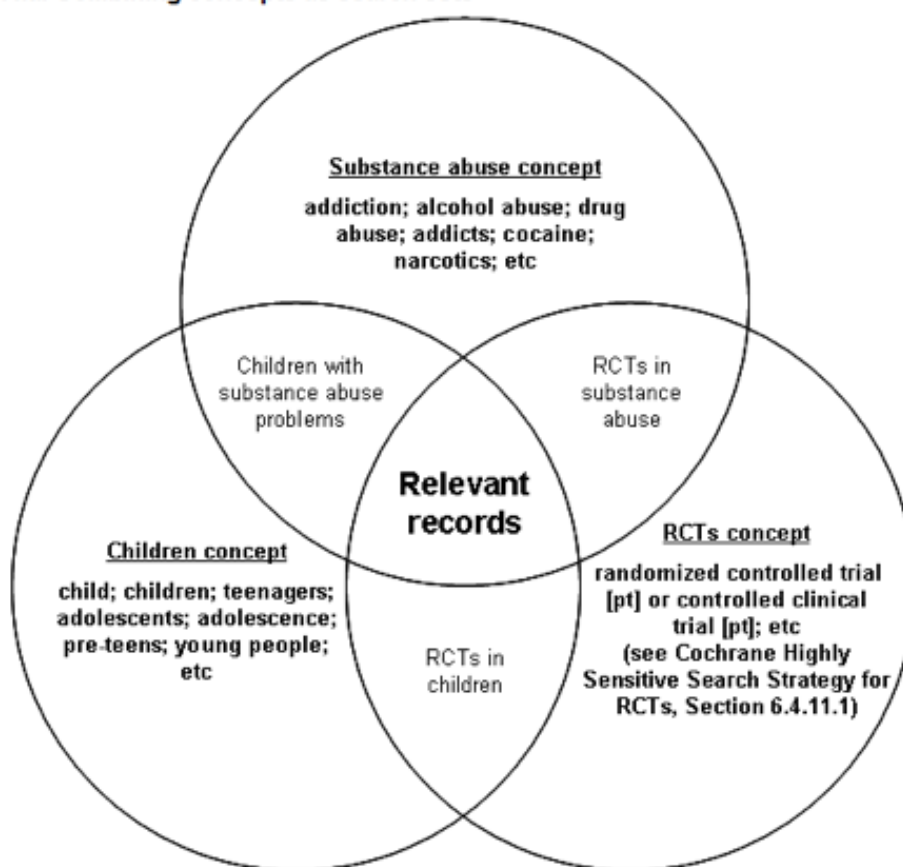 Substance abuse concept
addiction; alcohol abuse; drug
abuse; addicts; cocaine;
narcotics; etc
Children with
substance abuse
problems
RCTs in
substance
abuse
Relevant
records
Children concept
child; children; teenagers;
adolescents; adolescence;
pre-teens; young people;
etc
RCTs concept
randomized controlled trial
[pt] or controlled clinical
trial [pt]; etc
(see Cochrane Highly
Sensitive Search Strategy for
RCTs, Section 6.4.11.1)
RCTs in
children